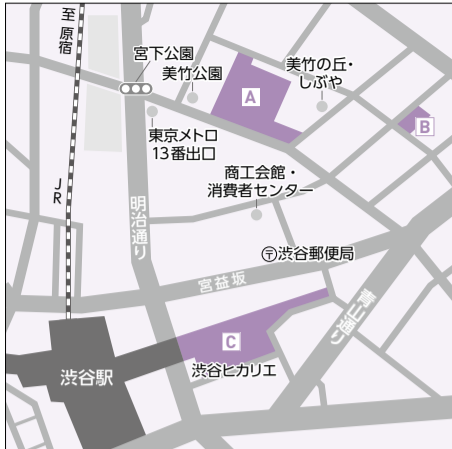 至 原宿
宮下公園
美竹公園
美竹の丘・
しぶや
A
B
東京メトロ
13番出口
商工会館・
消費者センター
JR
明治通り
〒渋谷郵便局
宮益坂
青山通り
C
渋谷ヒカリエ
渋谷駅